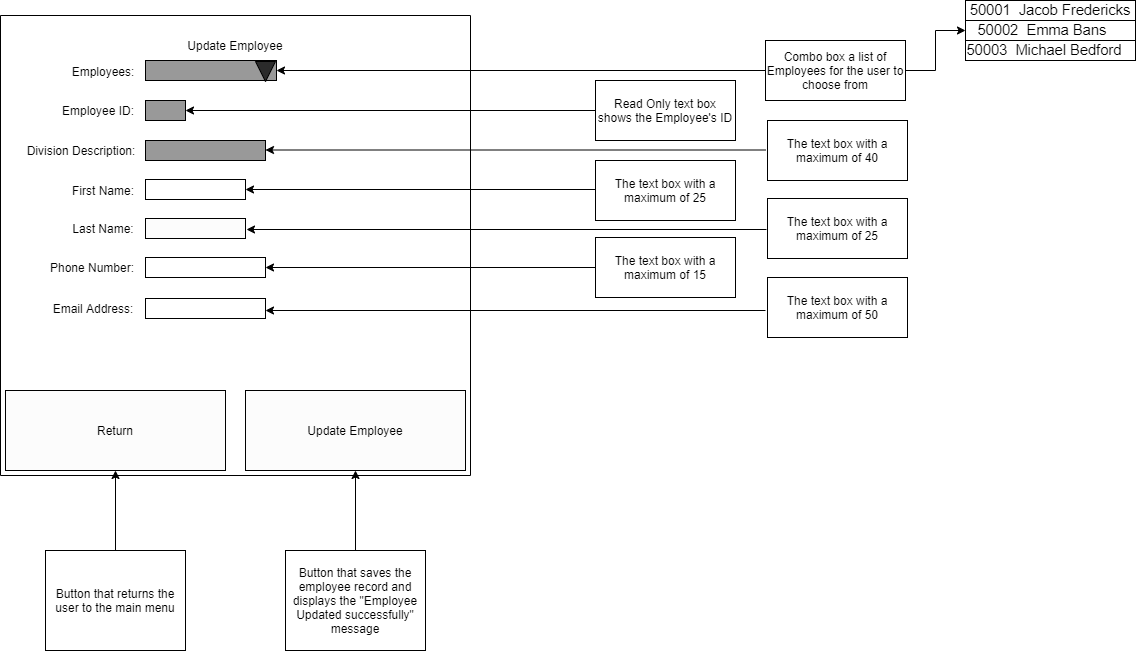 50001  Jacob Fredericks
50002  Emma Bans
50003  Michael Bedford
Update Employee
Employees:
Combo box a list of
Employees for the user to
choose from
Employee ID:
Read Only text box
shows the Employee's ID
Division Description:
The text box with a
maximum of 40
First Name:
The text box with a
maximum of 25
Last Name:
The text box with a
maximum of 25
Phone Number:
The text box with a
maximum of 15
Email Address:
The text box with a
maximum of 50
Return
Update Employee
Button that returns the
user to the main menu
Button that saves the
employee record and
displays the "Employee
Updated successfully"
message